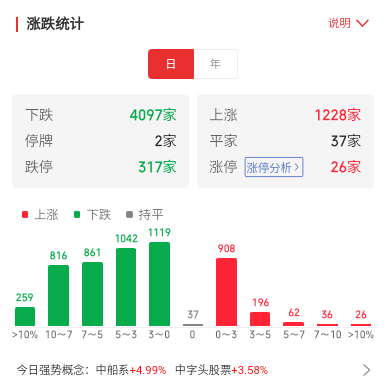 涨跌统计 说明
日 年
下跌 4097家 上涨 1228家
停牌 2家 平家 37家
跌停 317家 涨停 涨停分析> 26家
上涨 下跌 持平
259 816 861 1042 1119 37 908 196 62 36 26
>10% 10~7 7~5 5~3 3~0 0 0~3 3~5 5~7 7~10 >10%
今日强势概念: 中船系+4.99% 中字头股票+3.58%